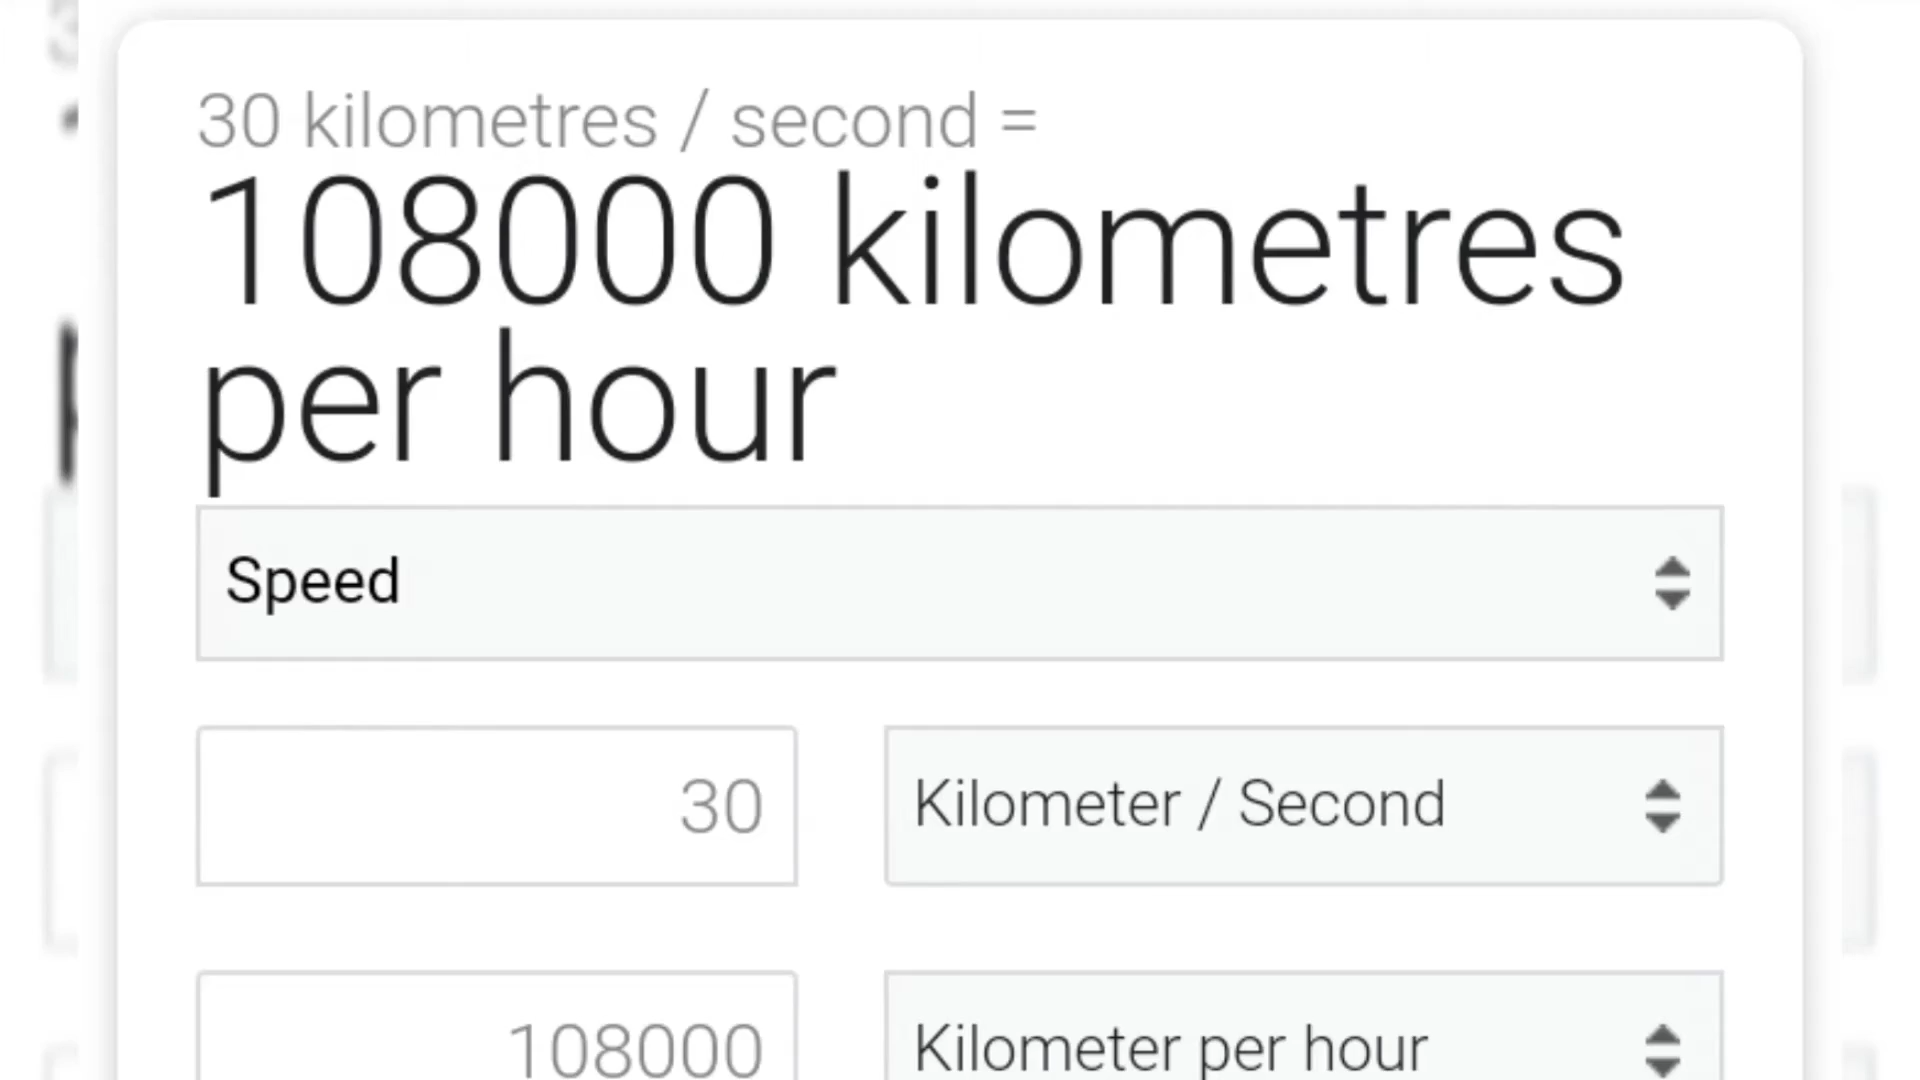 30 kilometres / second =
108000 kilometres
per hour
Speed
30
Kilometer / Second
108000
Kilometer per hour